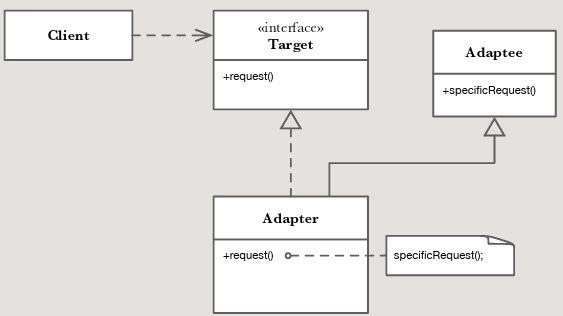 Client
«interface»
Target
+request()
Adaptee
+specificRequest()
Adapter
+request()
specificRequest();